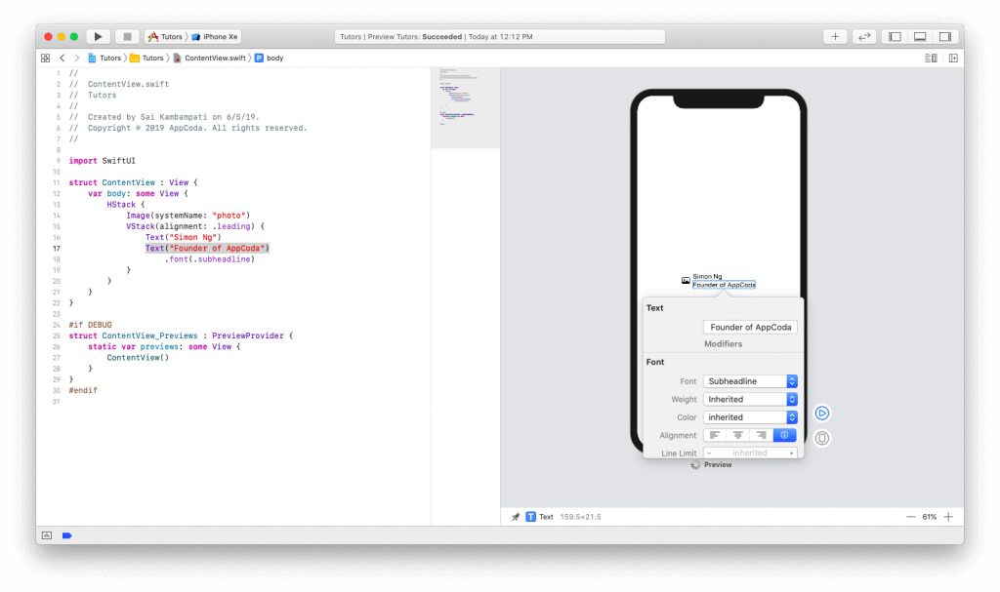 Tutors iPhone XR
Tutors | Preview Tutors: Succeeded | Today at 12:12 PM
Tutors Tutors ContentView.swift P body
1 //
2 //  ContentView.swift
3 //  Tutors
4 //
5 //  Created by Sai Kambampati on 6/5/19.
6 //  Copyright © 2019 AppCoda. All rights reserved.
7 //
8
9 import SwiftUI
10
11 struct ContentView : View {
12     var body: some View {
13         HStack {
14             Image(systemName: "photo")
15             VStack(alignment: .leading) {
16                 Text("Simon Ng")
17                 Text("Founder of AppCoda")
18                     .font(.subheadline)
19             }
20         }
21     }
22 }
23
24 #if DEBUG
25 struct ContentView_Previews : PreviewProvider {
26     static var previews: some View {
27         ContentView()
28     }
29 }
30 #endif
31
Simon Ng
Founder of AppCoda
Text
Founder of AppCoda
Modifiers
Font
Font Subheadline
Weight Inherited
Color inherited
Alignment
Line Limit - inherited +
Preview
T Text 159.5×21.5
61%